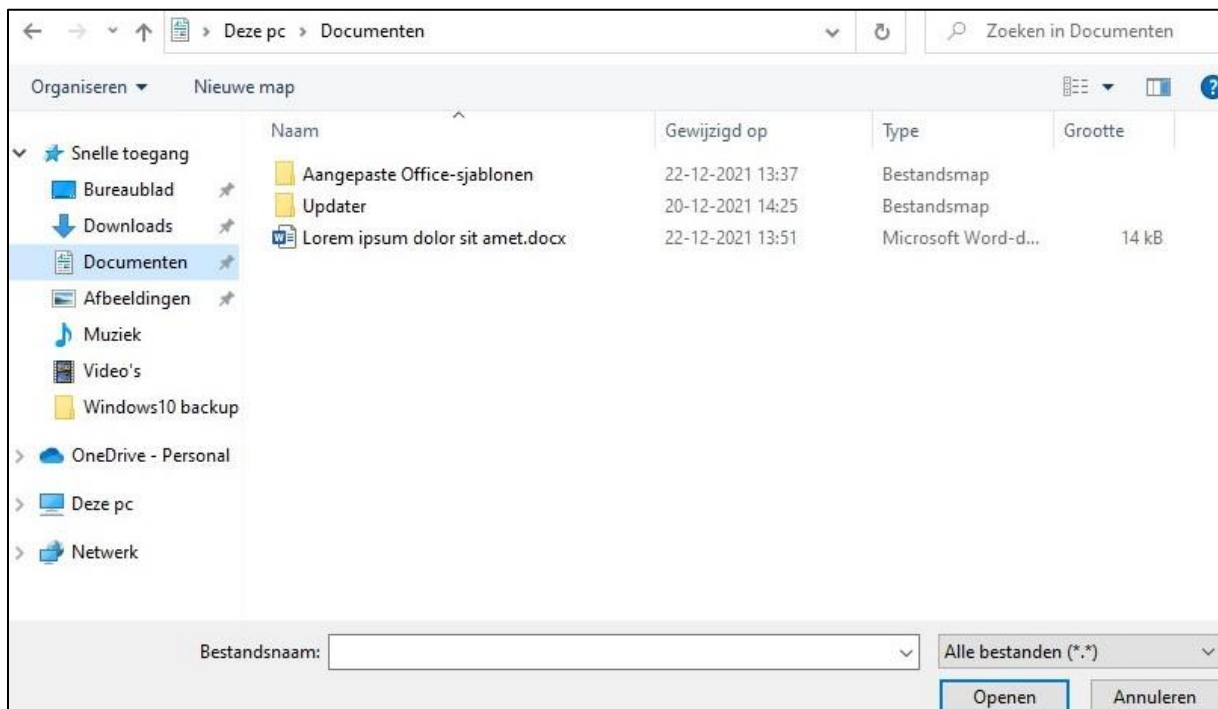 Deze pc > Documenten
Zoeken in Documenten
Organiseren
Nieuwe map
Naam
Gewijzigd op
Type
Grootte
Snelle toegang
Bureaublad
Downloads
Documenten
Afbeeldingen
Muziek
Video's
Windows10 backup
OneDrive - Personal
Deze pc
Netwerk
Aangepaste Office-sjablonen 22-12-2021 13:37 Bestandsmap
Updater 20-12-2021 14:25 Bestandsmap
Lorem ipsum dolor sit amet.docx 22-12-2021 13:51 Microsoft Word-d... 14 kB
Bestandsnaam:
Alle bestanden (*.*)
Openen
Annuleren